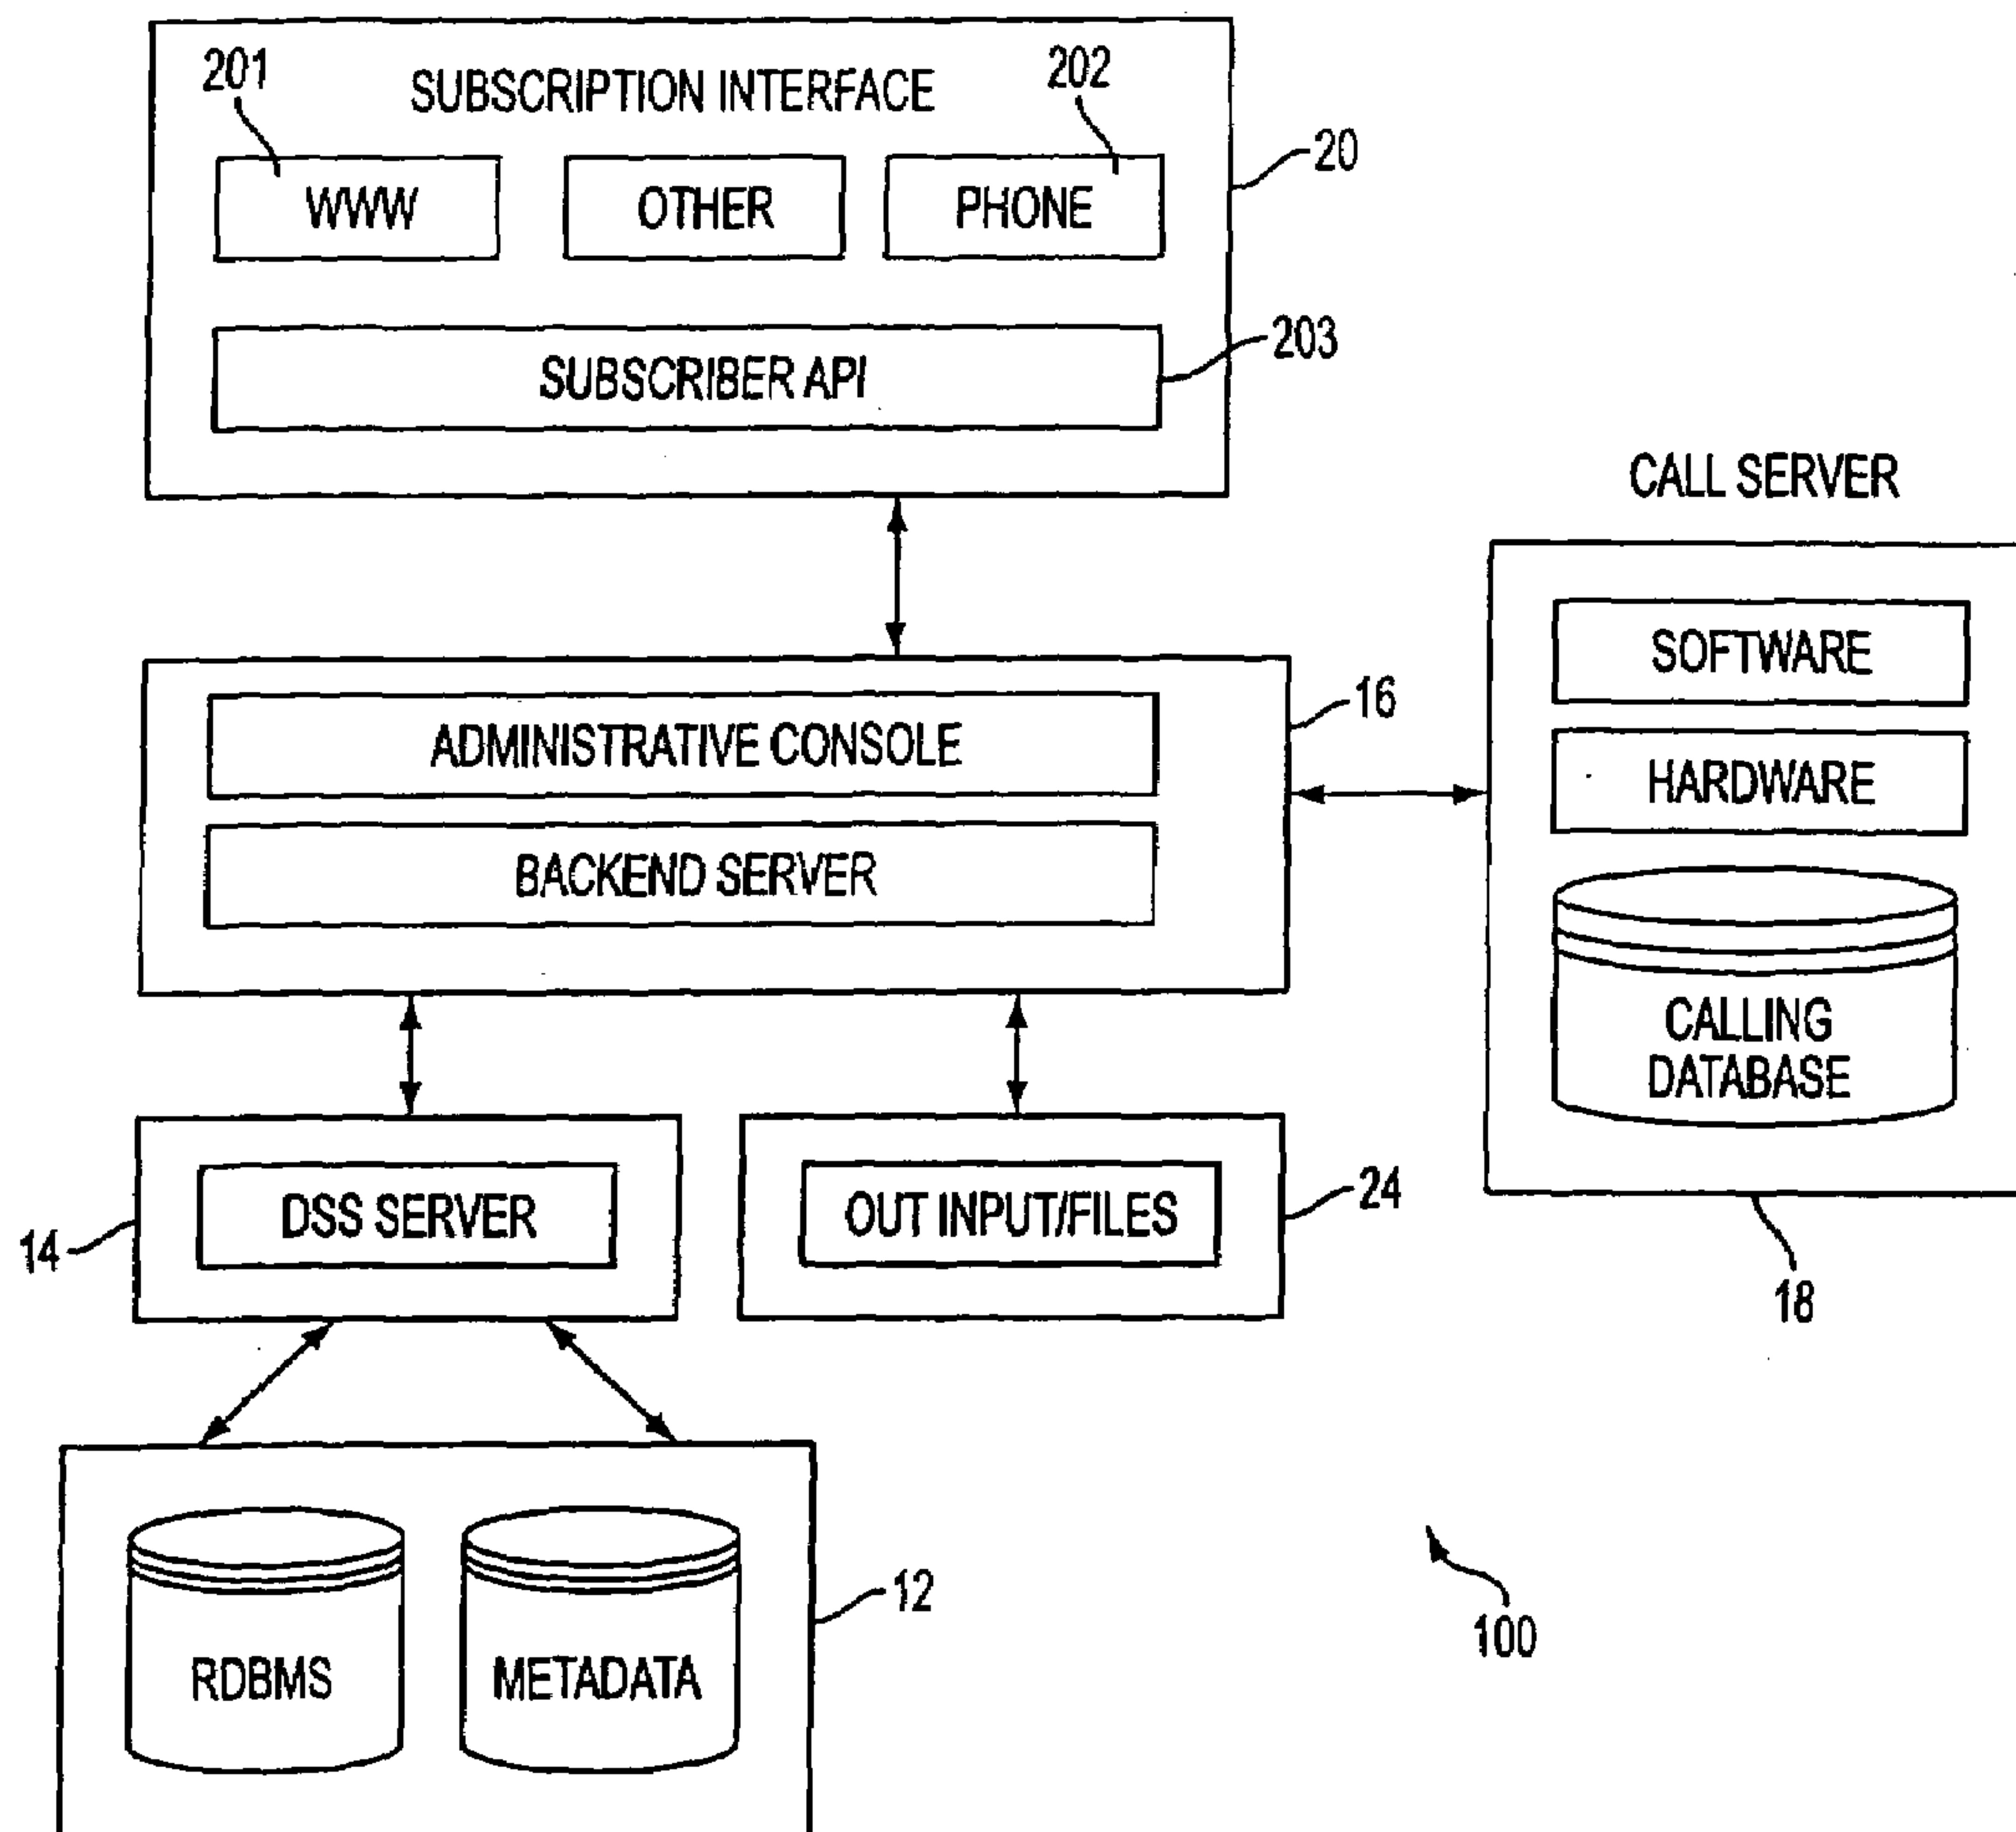 201
SUBSCRIPTION INTERFACE
202
20
WWW
OTHER
PHONE
SUBSCRIBER API
203
CALL SERVER
16
ADMINISTRATIVE CONSOLE
BACKEND SERVER
SOFTWARE
HARDWARE
CALLING
DATABASE
14
DSS SERVER
OUT INPUT/FILES
24
18
RDBMS
METADATA
12
100